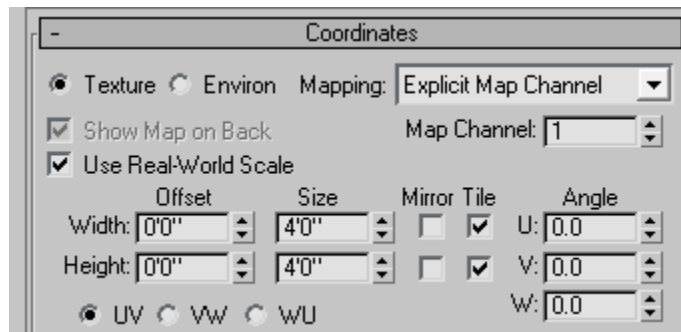 - Coordinates
Texture Environ Mapping: Explicit Map Channel
Show Map on Back Map Channel: 1
Use Real-World Scale
Offset Size Mirror Tile Angle
Width: 0'0" 4'0" U: 0.0
Height: 0'0" 4'0" V: 0.0
UV VW WU W: 0.0